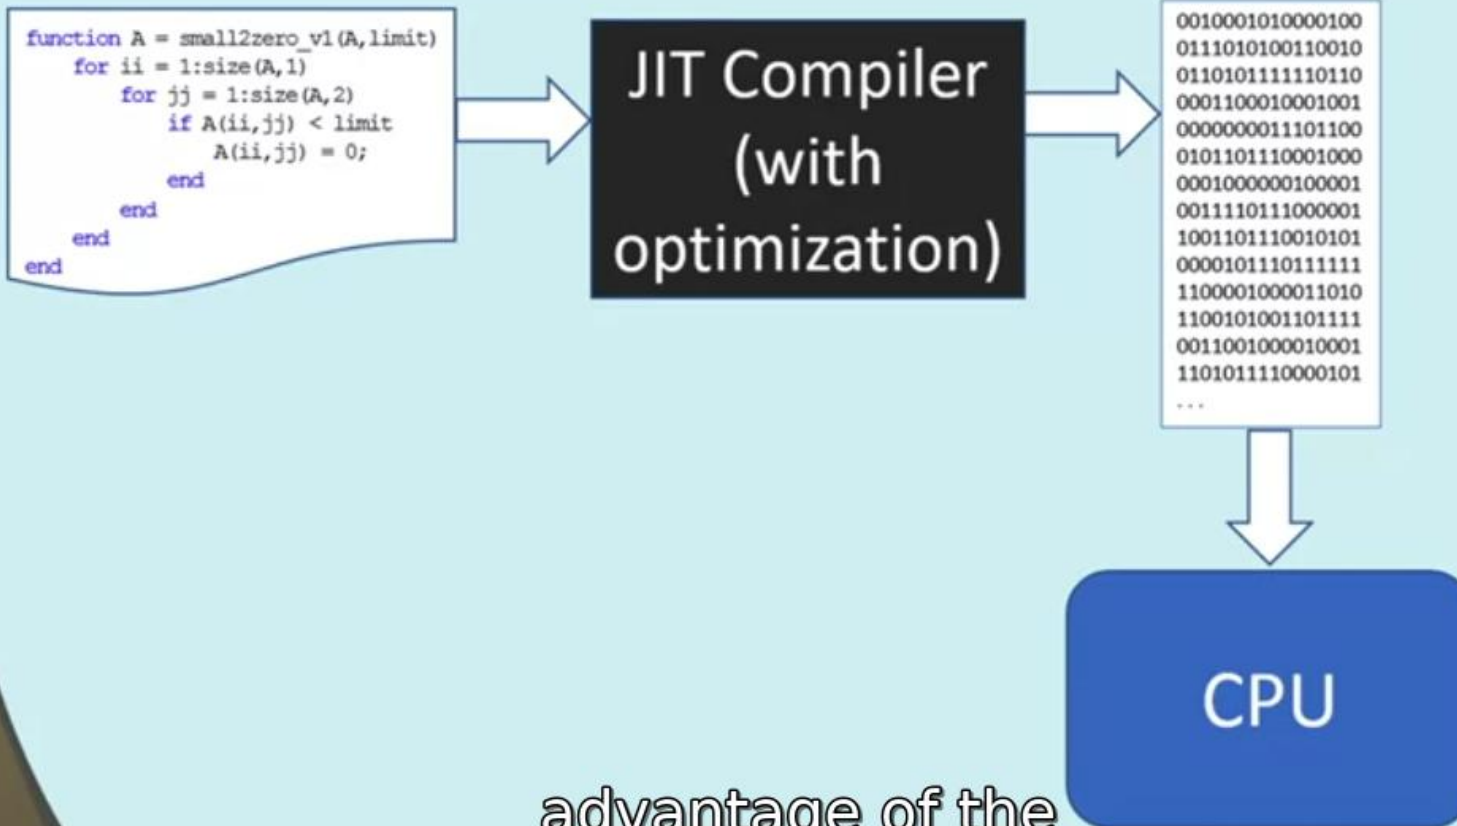 function A = small2zero_v1(A,limit)
for ii = 1:size(A,1)
for jj = 1:size(A,2)
if A(ii,jj) < limit
A(ii,jj) = 0;
end
end
end
end
JIT Compiler
(with
optimization)
0010001010000100
0111010100110010
0110101111110110
0001100010001001
0000000011101100
0101101110001000
0001000000100001
0011110111000001
1001101110010101
0000101110111111
1100001000011010
1100101001101111
0011001000010001
1101011110000101
...
CPU
advantage of the